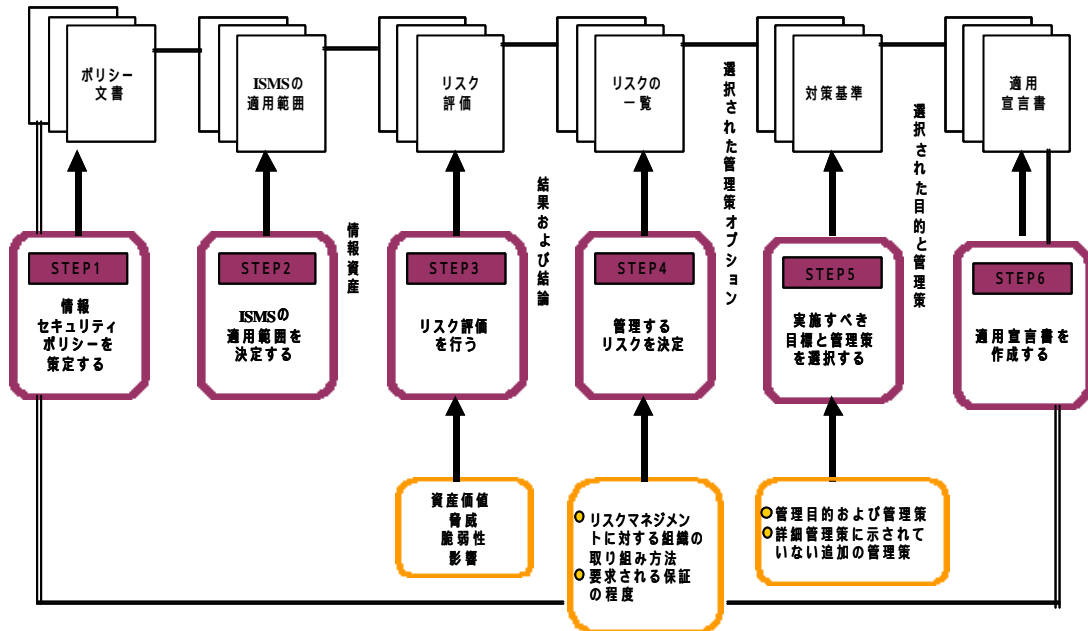 ポリシー
文書
ISMSの
適用範囲
リスク
評価
リスクの
一覧
対策基準
適用
宣言書
情報資産
結果および結論
選択された管理策オプション
選択された目的と管理策
STEP1
情報
セキュリティ
ポリシーを
策定する
STEP2
ISMSの
適用範囲を
決定する
STEP3
リスク評価
を行う
STEP4
管理する
リスクを決定
STEP5
実施すべき
目標と管理策
を選択する
STEP6
適用宣言書を
作成する
資産価値
脅威
脆弱性
影響
リスクマネジメン
トに対する組織の
取り組み方法
要求される保証
の程度
管理目的および管理策
詳細管理策に示されて
いない追加の管理策